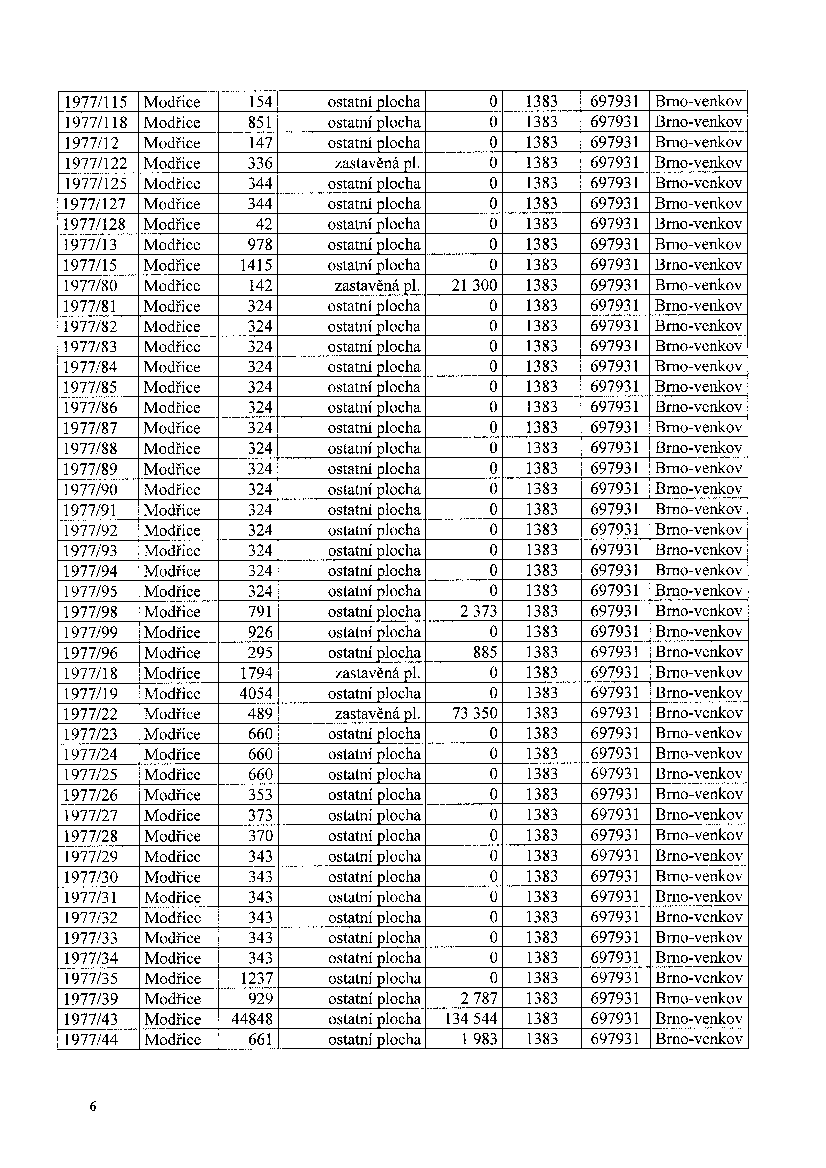 1977/115 Modřice 154 ostatní plocha 0 1383 697931 Brno-venkov
1977/118 Modřice 851 ostatní plocha 0 1383 697931 Brno-venkov
1977/12 Modřice 147 ostatní plocha 0 1383 697931 Brno-venkov
1977/122 Modřice 336 zastavěná pl. 0 1383 697931 Brno-venkov
1977/125 Modřice 344 ostatní plocha 0 1383 697931 Brno-venkov
1977/127 Modřice 344 ostatní plocha 0 1383 697931 Brno-venkov
1977/128 Modřice 42 ostatní plocha 0 1383 697931 Brno-venkov
1977/13 Modřice 978 ostatní plocha 0 1383 697931 Brno-venkov
1977/15 Modřice 1415 ostatní plocha 0 1383 697931 Brno-venkov
1977/80 Modřice 142 zastavěná pl. 21 300 1383 697931 Brno-venkov
1977/81 Modřice 324 ostatní plocha 0 1383 697931 Brno-venkov
1977/82 Modřice 324 ostatní plocha 0 1383 697931 Brno-venkov
1977/83 Modřice 324 ostatní plocha 0 1383 697931 Brno-venkov
1977/84 Modřice 324 ostatní plocha 0 1383 697931 Brno-venkov
1977/85 Modřice 324 ostatní plocha 0 1383 697931 Brno-venkov
1977/86 Modřice 324 ostatní plocha 0 1383 697931 Brno-venkov
1977/87 Modřice 324 ostatní plocha 0 1383 697931 Brno-venkov
1977/88 Modřice 324 ostatní plocha 0 1383 697931 Brno-venkov
1977/89 Modřice 324 ostatní plocha 0 1383 697931 Brno-venkov
1977/90 Modřice 324 ostatní plocha 0 1383 697931 Brno-venkov
1977/91 Modřice 324 ostatní plocha 0 1383 697931 Brno-venkov
1977/92 Modřice 324 ostatní plocha 0 1383 697931 Brno-venkov
1977/93 Modřice 324 ostatní plocha 0 1383 697931 Brno-venkov
1977/94 Modřice 324 ostatní plocha 0 1383 697931 Brno-venkov
1977/95 Modřice 324 ostatní plocha 0 1383 697931 Brno-venkov
1977/98 Modřice 791 ostatní plocha 2 373 1383 697931 Brno-venkov
1977/99 Modřice 926 ostatní plocha 0 1383 697931 Brno-venkov
1977/96 Modřice 295 ostatní plocha 885 1383 697931 Brno-venkov
1977/18 Modřice 1794 zastavěná pl. 0 1383 697931 Brno-venkov
1977/19 Modřice 4054 ostatní plocha 0 1383 697931 Brno-venkov
1977/22 Modřice 489 zastavěná pl. 73 350 1383 697931 Brno-venkov
1977/23 Modřice 660 ostatní plocha 0 1383 697931 Brno-venkov
1977/24 Modřice 660 ostatní plocha 0 1383 697931 Brno-venkov
1977/25 Modřice 660 ostatní plocha 0 1383 697931 Brno-venkov
1977/26 Modřice 353 ostatní plocha 0 1383 697931 Brno-venkov
1977/27 Modřice 373 ostatní plocha 0 1383 697931 Brno-venkov
1977/28 Modřice 370 ostatní plocha 0 1383 697931 Brno-venkov
1977/29 Modřice 343 ostatní plocha 0 1383 697931 Brno-venkov
1977/30 Modřice 343 ostatní plocha 0 1383 697931 Brno-venkov
1977/31 Modřice 343 ostatní plocha 0 1383 697931 Brno-venkov
1977/32 Modřice 343 ostatní plocha 0 1383 697931 Brno-venkov
1977/33 Modřice 343 ostatní plocha 0 1383 697931 Brno-venkov
1977/34 Modřice 343 ostatní plocha 0 1383 697931 Brno-venkov
1977/35 Modřice 1237 ostatní plocha 0 1383 697931 Brno-venkov
1977/39 Modřice 929 ostatní plocha 2 787 1383 697931 Brno-venkov
1977/43 Modřice 44848 ostatní plocha 134 544 1383 697931 Brno-venkov
1977/44 Modřice 661 ostatní plocha 1 983 1383 697931 Brno-venkov
6